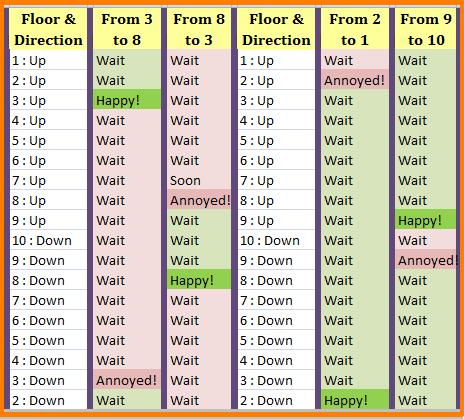 Floor & Direction | From 3 to 8 | From 8 to 3 | Floor & Direction | From 2 to 1 | From 9 to 10
1 : Up | Wait | Wait | 1 : Up | Wait | Wait
2 : Up | Wait | Wait | 2 : Up | Annoyed! | Wait
3 : Up | Happy! | Wait | 3 : Up | Wait | Wait
4 : Up | Wait | Wait | 4 : Up | Wait | Wait
5 : Up | Wait | Wait | 5 : Up | Wait | Wait
6 : Up | Wait | Wait | 6 : Up | Wait | Wait
7 : Up | Wait | Soon | 7 : Up | Wait | Wait
8 : Up | Wait | Annoyed! | 8 : Up | Wait | Wait
9 : Up | Wait | Wait | 9 : Up | Wait | Happy!
10 : Down | Wait | Wait | 10 : Down | Wait | Wait
9 : Down | Wait | Wait | 9 : Down | Wait | Annoyed!
8 : Down | Wait | Happy! | 8 : Down | Wait | Wait
7 : Down | Wait | Wait | 7 : Down | Wait | Wait
6 : Down | Wait | Wait | 6 : Down | Wait | Wait
5 : Down | Wait | Wait | 5 : Down | Wait | Wait
4 : Down | Wait | Wait | 4 : Down | Wait | Wait
3 : Down | Annoyed! | Wait | 3 : Down | Wait | Wait
2 : Down | Wait | Wait | 2 : Down | Happy! | Wait